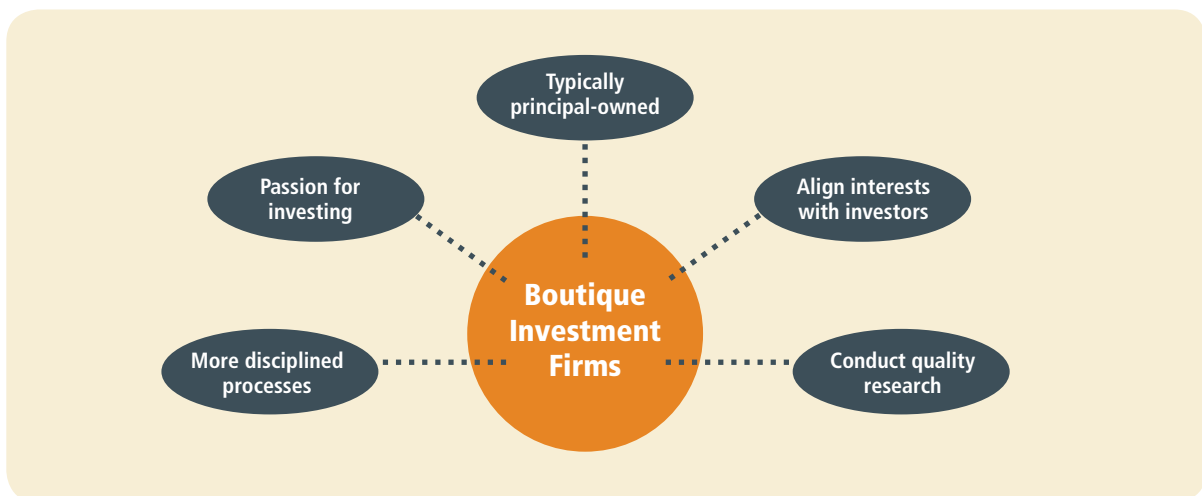 Typically
principal-owned
Passion for
investing
Align interests
with investors
Boutique
Investment
Firms
More disciplined
processes
Conduct quality
research